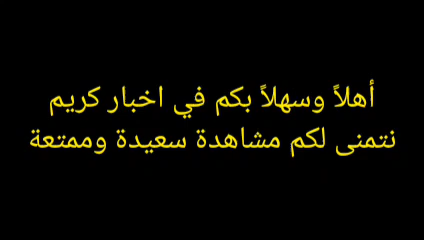 أهلاً وسهلاً بكم في اخبار كريم
نتمنى لكم مشاهدة سعيدة وممتعة